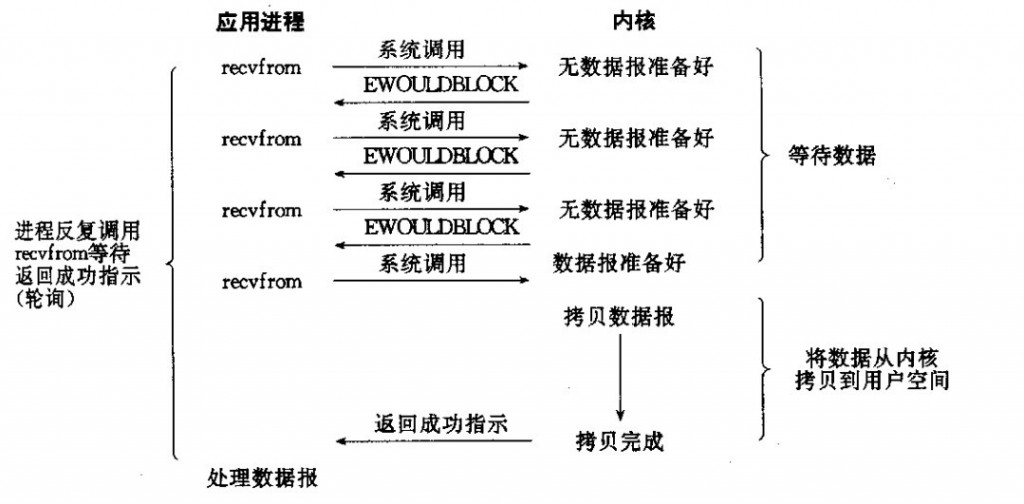 应用进程
内核
recvfrom
系统调用
无数据报准备好
EWOULDBLOCK
recvfrom
系统调用
无数据报准备好
EWOULDBLOCK
等待数据
recvfrom
系统调用
无数据报准备好
EWOULDBLOCK
进程反复调用
recvfrom等待
返回成功指示
(轮询)
recvfrom
系统调用
数据报准备好
拷贝数据报
将数据从内核
拷贝到用户空间
返回成功指示
拷贝完成
处理数据报